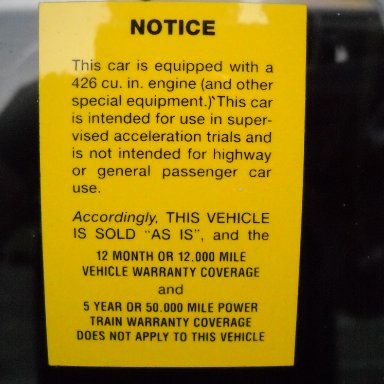 NOTICE
This car is equipped with a
426 cu. in. engine (and other
special equipment.) This car
is intended for use in super-
vised acceleration trials and
is not intended for highway
or general passenger car
use.
Accordingly, THIS VEHICLE
IS SOLD "AS IS", and the
12 MONTH OR 12.000 MILE
VEHICLE WARRANTY COVERAGE
and
5 YEAR OR 50.000 MILE POWER
TRAIN WARRANTY COVERAGE
DOES NOT APPLY TO THIS VEHICLE